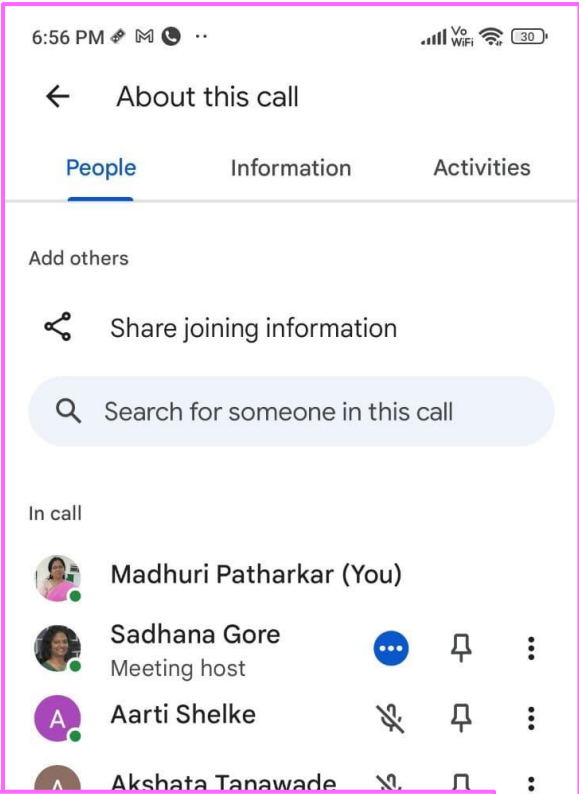 6:56 PM
Vo
WiFi
30
About this call
People Information Activities
Add others
Share joining information
Search for someone in this call
In call
Madhuri Patharkar (You)
Sadhana Gore
Meeting host
A
Aarti Shelke
A
Akshata Tanawade